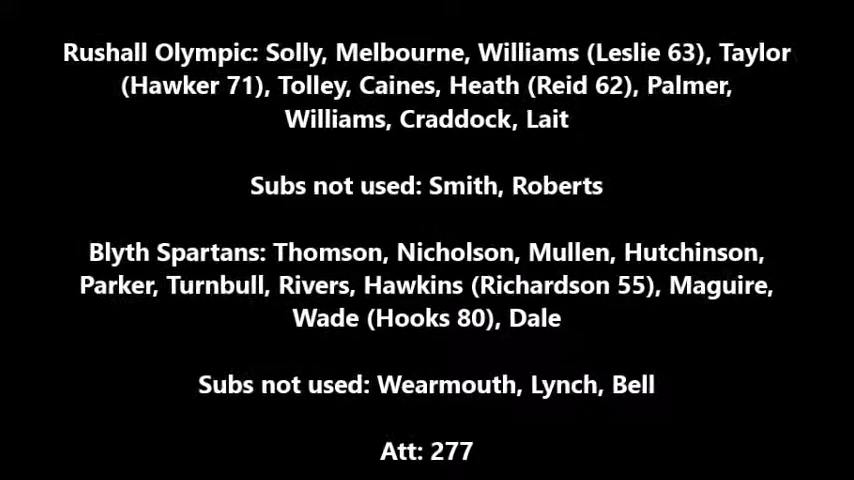 Rushall Olympic: Solly, Melbourne, Williams (Leslie 63), Taylor
(Hawker 71), Tolley, Caines, Heath (Reid 62), Palmer,
Williams, Craddock, Lait
Subs not used: Smith, Roberts
Blyth Spartans: Thomson, Nicholson, Mullen, Hutchinson,
Parker, Turnbull, Rivers, Hawkins (Richardson 55), Maguire,
Wade (Hooks 80), Dale
Subs not used: Wearmouth, Lynch, Bell
Att: 277